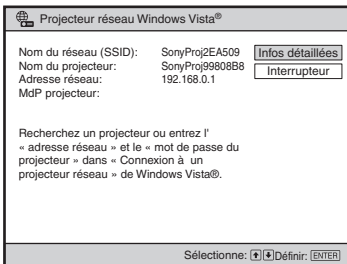 Projecteur réseau Windows Vista®
Nom du réseau (SSID): SonyProj2EA509 Infos détaillées
Nom du projecteur: SonyProj99808B8 Interrupteur
Adresse réseau: 192.168.0.1
MdP projecteur:
Recherchez un projecteur ou entrez l'
« adresse réseau » et le « mot de passe du
projecteur » dans « Connexion à un
projecteur réseau » de Windows Vista®.
Sélectionne: Définir: ENTER